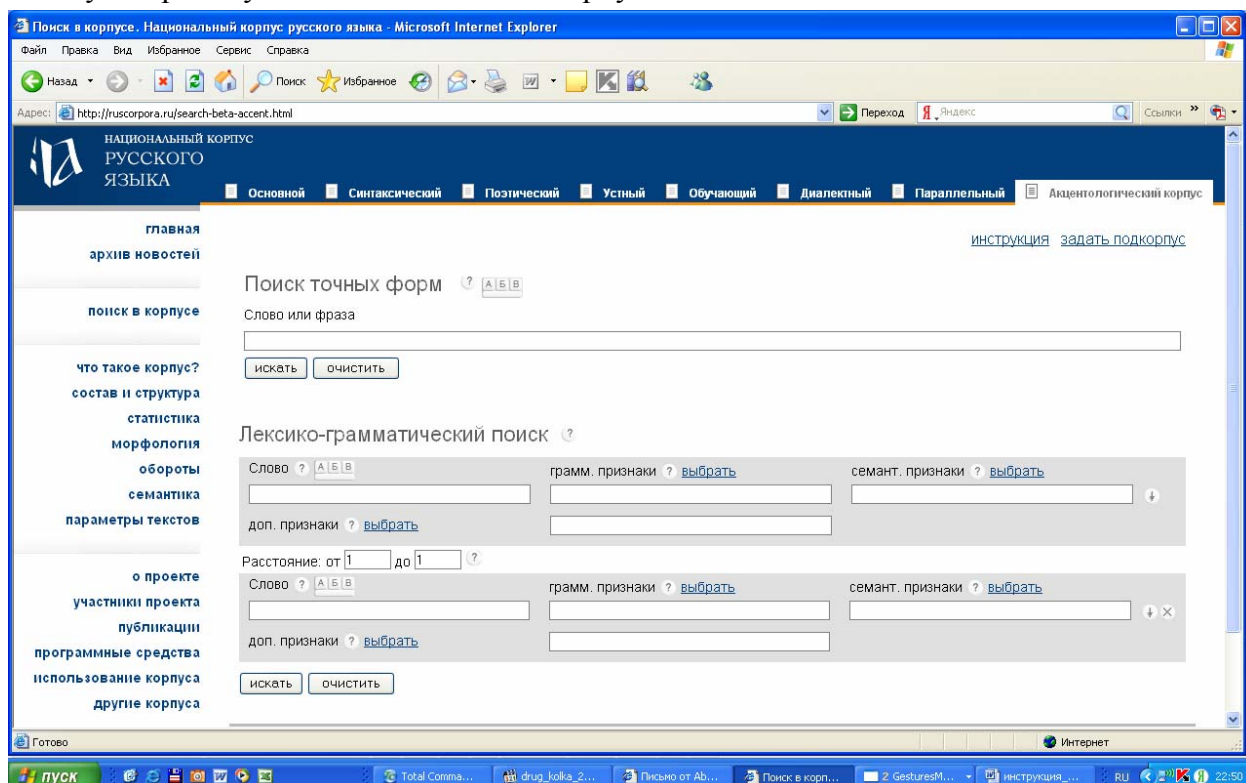 Поиск в корпусе. Национальный корпус русского языка - Microsoft Internet Explorer
Файл Правка Вид Избранное Сервис Справка
Назад Поиск Избранное
Адрес: http://ruscorpora.ru/search-beta-accent.html Переход Яндекс Ссылки »
НАЦИОНАЛЬНЫЙ КОРПУС
РУССКОГО
ЯЗЫКА
Основной Синтаксический Поэтический Устный Обучающий Диалектный Параллельный Акцентологический корпус
главная
архив новостей
инструкция задать подкорпус
Поиск точных форм ? А Б В
поиск в корпусе
Слово или фраза
искать очистить
что такое корпус?
состав и структура
статистика
морфология
обороты
семантика
параметры текстов
Лексико-грамматический поиск ?
Слово ? А Б В грамм. признаки ? выбрать семант. признаки ? выбрать
доп. признаки ? выбрать
Расстояние: от 1 до 1 ?
Слово ? А Б В грамм. признаки ? выбрать семант. признаки ? выбрать
доп. признаки ? выбрать
искать очистить
о проекте
участники проекта
публикации
программные средства
использование корпуса
другие корпуса
Готово Интернет
пуск Total Comma... drug_kolka_2... Письмо от Ab... Поиск в корп... 2 GesturesM... инструкция_... RU 22:50